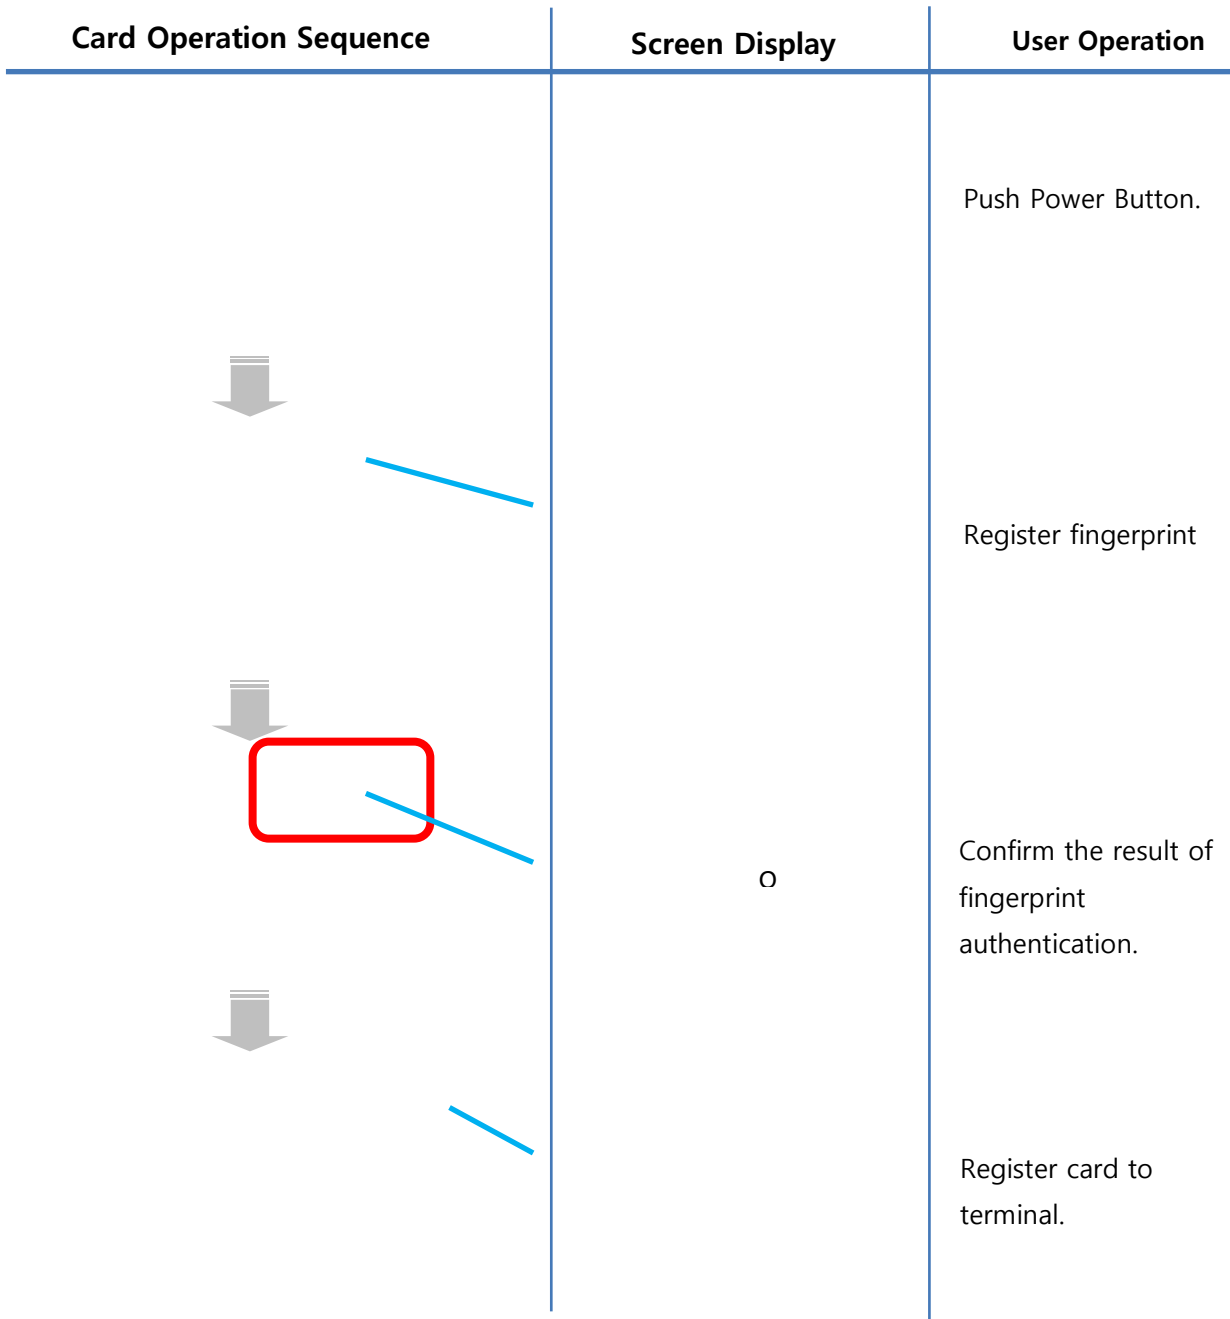 Card Operation Sequence
Screen Display
User Operation
Push Power Button.
Register fingerprint
Confirm the result of
fingerprint
authentication.
o
Register card to
terminal.